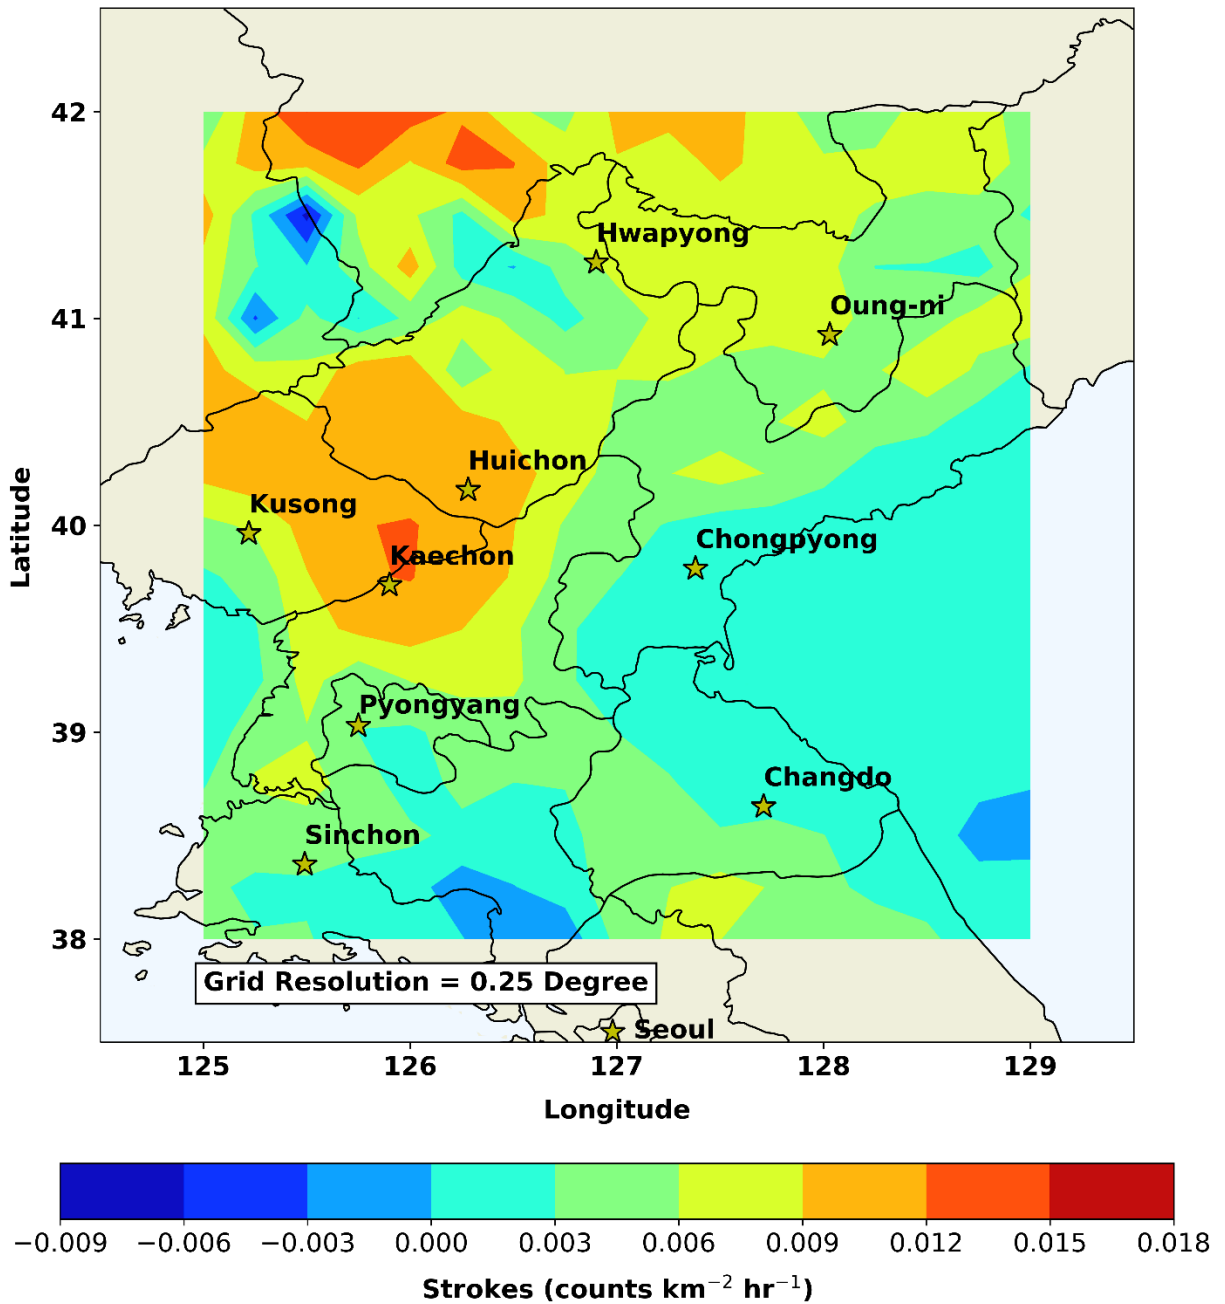 42
Hwapyong
41
Oung-ni
Huichon
Kusong
40
Chongpyong
Kaechon
Pyongyang
39
Changdo
Sinchon
38
Grid Resolution = 0.25 Degree
Seoul
125 126 127 128 129
Latitude
Longitude
−0.009 −0.006 −0.003 0.000 0.003 0.006 0.009 0.012 0.015 0.018
Strokes (counts km⁻² hr⁻¹)